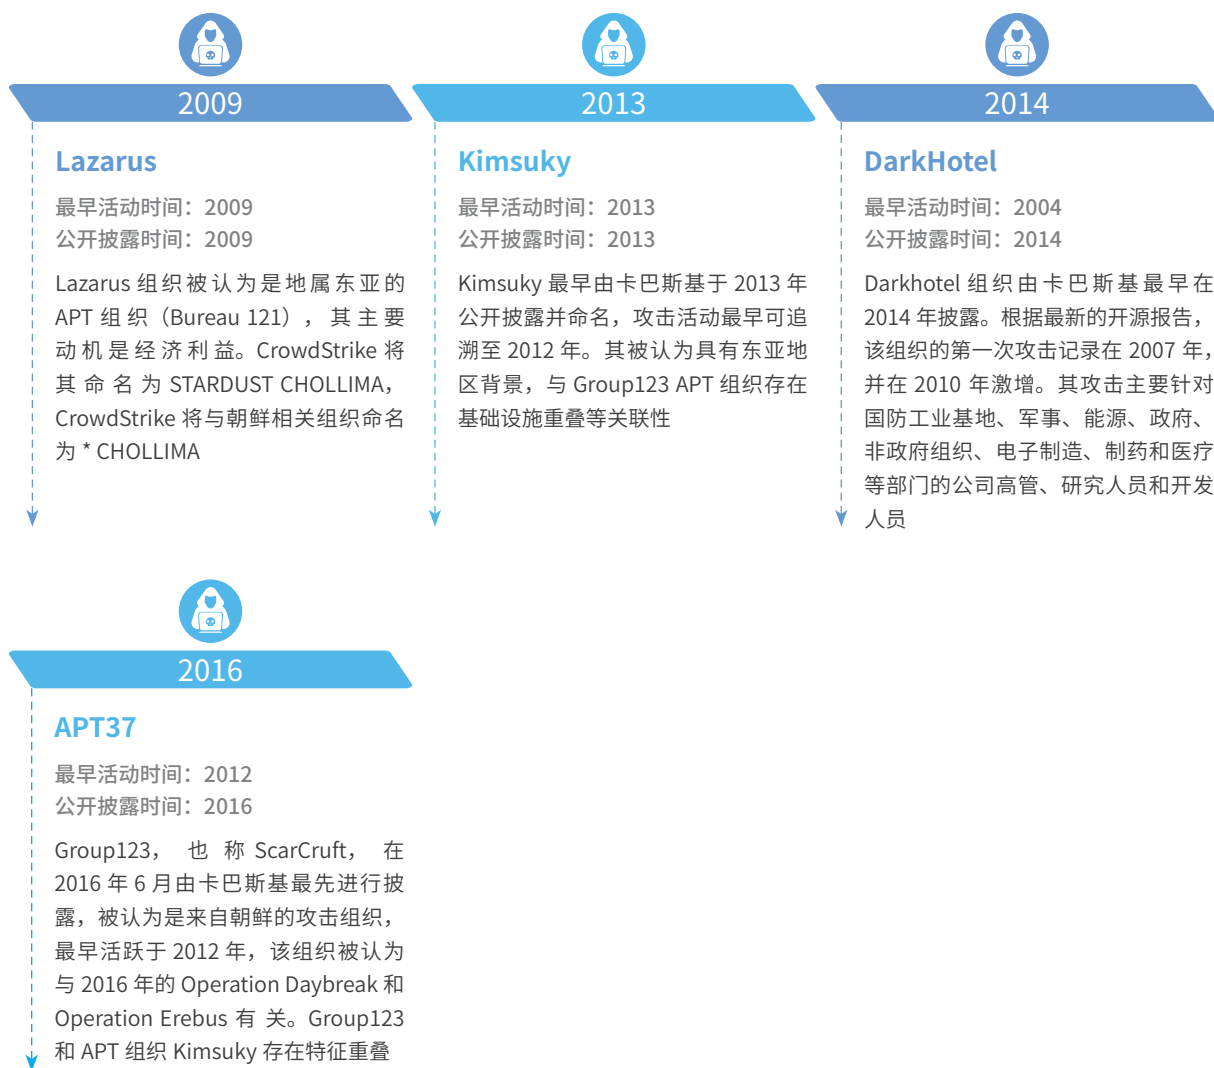 2009
Lazarus
最早活动时间：2009
公开披露时间：2009
Lazarus 组织被认为是地属东亚的
APT 组织（Bureau 121），其主要
动机是经济利益。CrowdStrike 将
其命名为 STARDUST CHOLLIMA，
CrowdStrike 将与朝鲜相关组织命名
为 * CHOLLIMA
2013
Kimsuky
最早活动时间：2013
公开披露时间：2013
Kimsuky 最早由卡巴斯基于 2013 年
公开披露并命名，攻击活动最早可追
溯至 2012 年。其被认为具有东亚地
区背景，与 Group123 APT 组织存在
基础设施重叠等关联性
2014
DarkHotel
最早活动时间：2004
公开披露时间：2014
Darkhotel 组织由卡巴斯基最早在
2014 年披露。根据最新的开源报告，
该组织的第一次攻击记录在 2007 年，
并在 2010 年激增。其攻击主要针对
国防工业基地、军事、能源、政府、
非政府组织、电子制造、制药和医疗
等部门的公司高管、研究人员和开发
人员
2016
APT37
最早活动时间：2012
公开披露时间：2016
Group123，也称 ScarCruft，在
2016 年 6 月由卡巴斯基最先进行披
露，被认为是来自朝鲜的攻击组织，
最早活跃于 2012 年，该组织被认为
与 2016 年的 Operation Daybreak 和
Operation Erebus 有关。Group123
和 APT 组织 Kimsuky 存在特征重叠